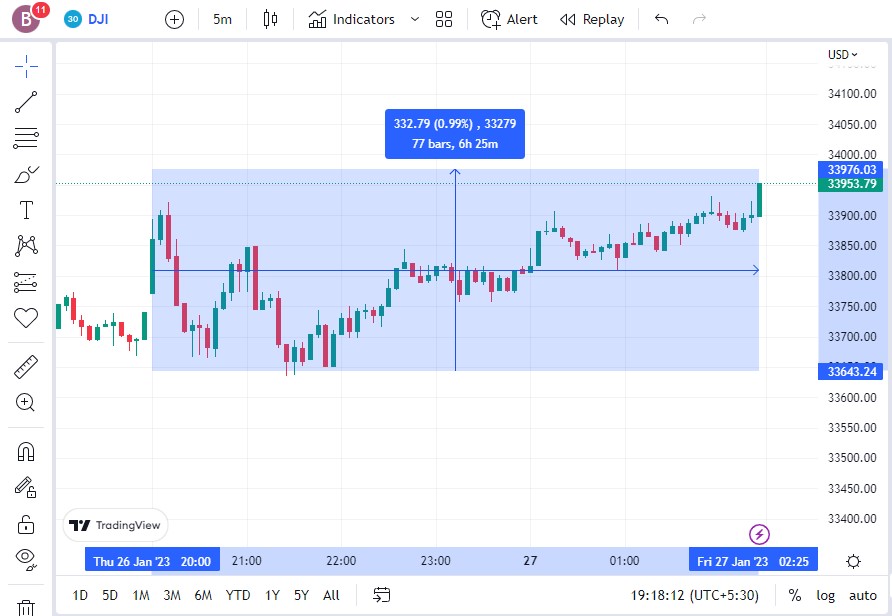 B 11 30 DJI 5m Indicators Alert Replay
USD
34100.00
34050.00
34000.00
332.79 (0.99%) , 33279
77 bars, 6h 25m
33976.03
33953.79
33900.00
33850.00
33800.00
33750.00
33700.00
33643.24
33600.00
33550.00
33500.00
33450.00
33400.00
T
TradingView
Thu 26 Jan '23 20:00 21:00 22:00 23:00 27 01:00 Fri 27 Jan '23 02:25
1D 5D 1M 3M 6M YTD 1Y 5Y All 19:18:12 (UTC+5:30) % log auto